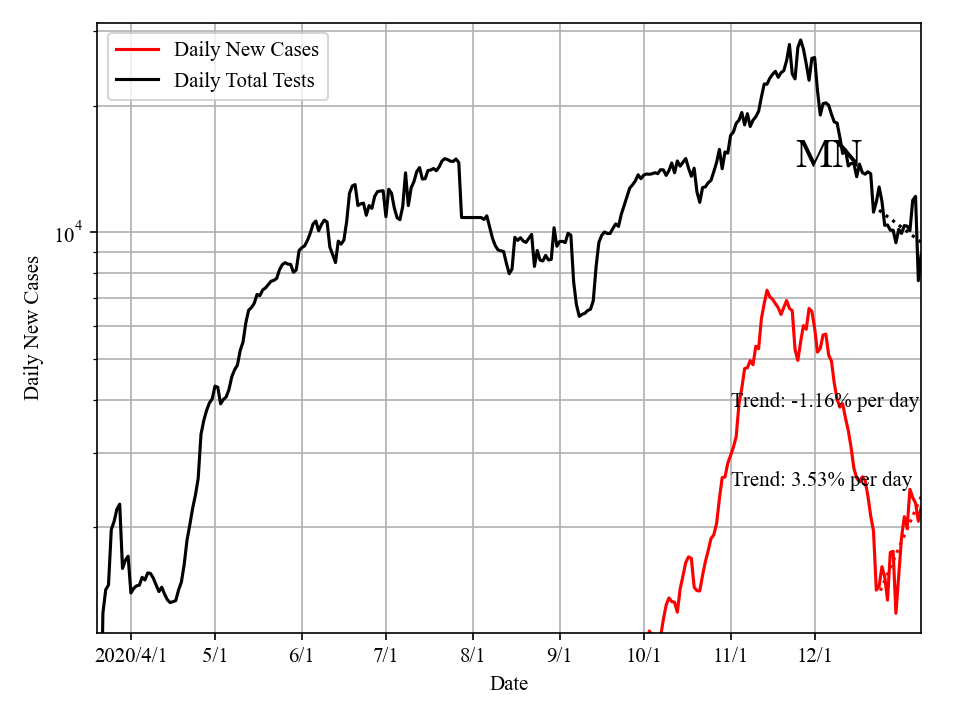 Daily New Cases
Daily Total Tests
MN
10^4
Daily New Cases
Trend: -1.16% per day
Trend: 3.53% per day
2020/4/1 5/1 6/1 7/1 8/1 9/1 10/1 11/1 12/1
Date